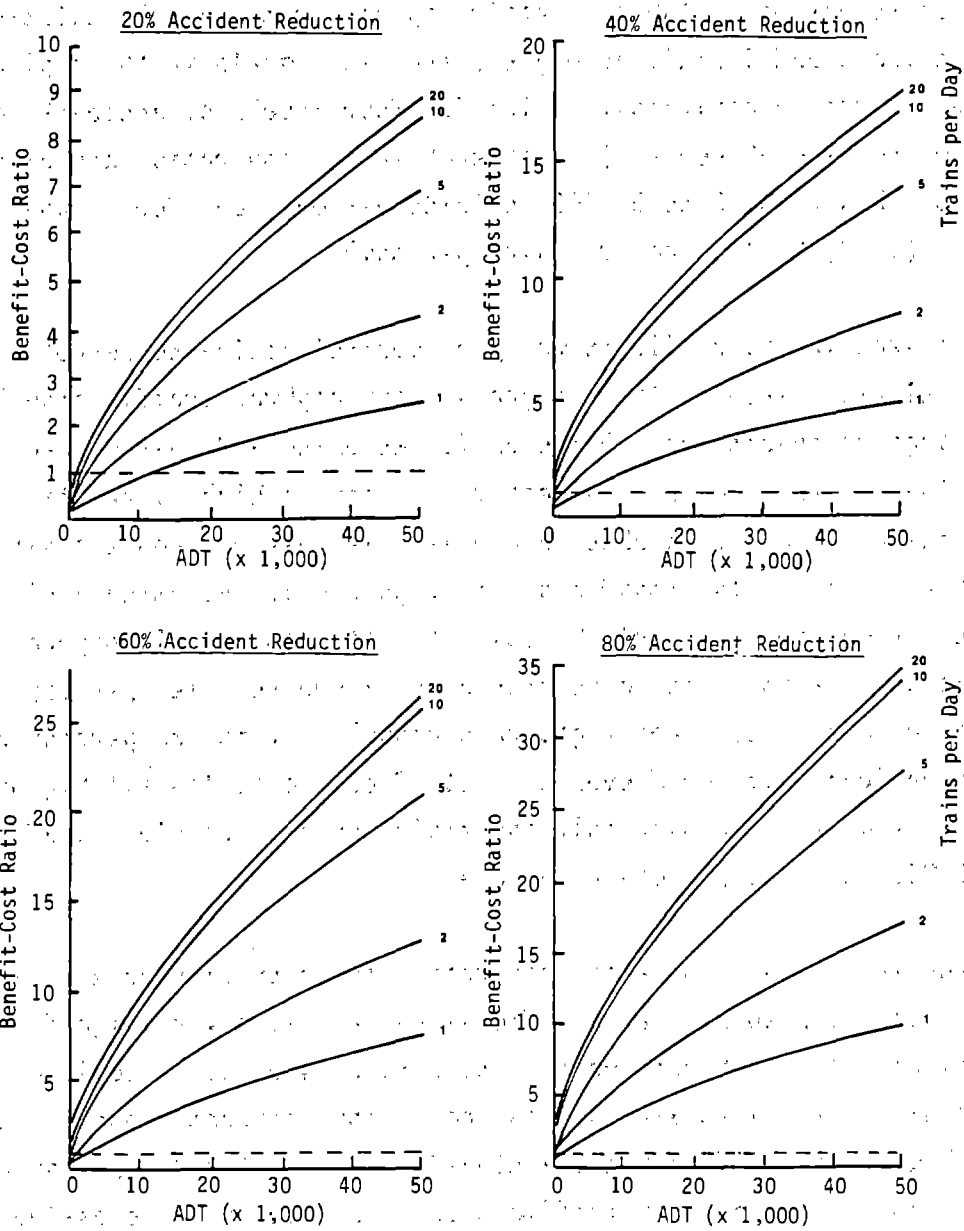 20% Accident Reduction
10
9
8
7
6
5
4
3
2
1
Benefit-Cost Ratio
20
10
5
2
1
0 10 20 30 40 50
ADT (x 1,000)
40% Accident Reduction
20
15
10
5
Benefit-Cost Ratio
20
10
5
2
1
Trains per Day
0 10 20 30 40 50
ADT (x 1,000)
60% Accident Reduction
25
20
15
10
5
Benefit-Cost Ratio
20
10
5
2
1
0 10 20 30 40 50
ADT (x 1,000)
80% Accident Reduction
35
30
25
20
15
10
5
Benefit-Cost Ratio
20
10
5
2
1
Trains per Day
0 10 20 30 40 50
ADT (x 1,000)